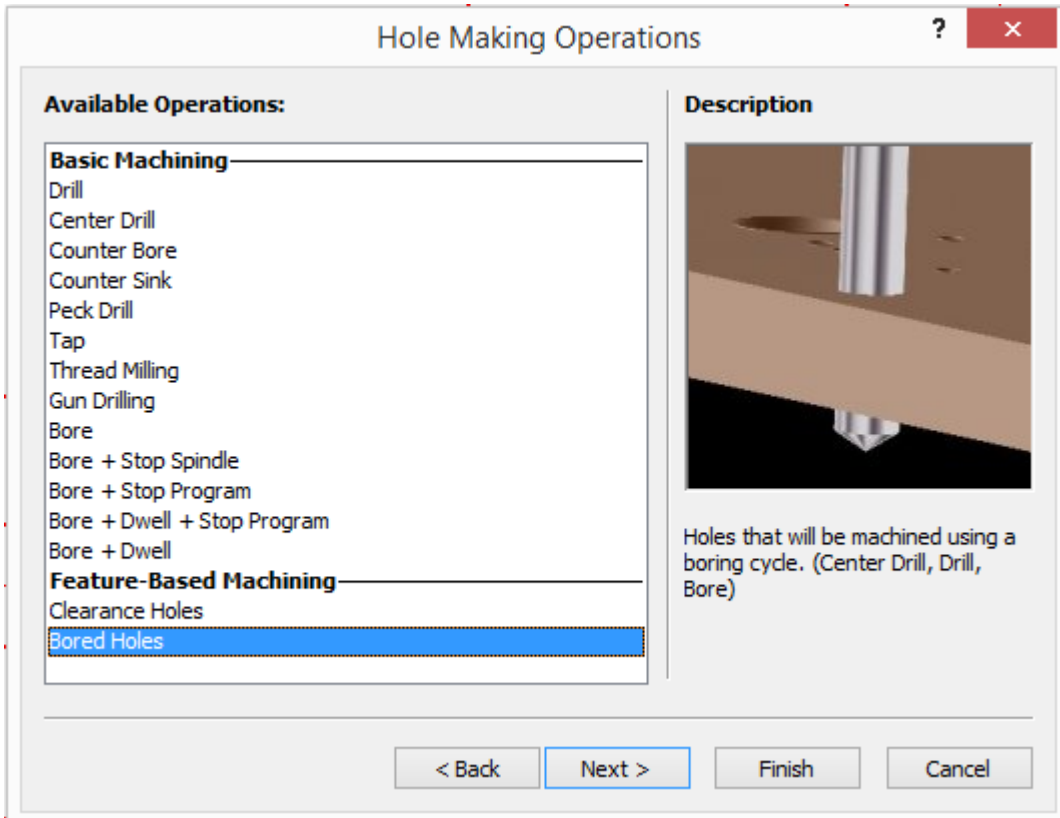 Hole Making Operations
?
×
Available Operations:
Description
Basic Machining
Drill
Center Drill
Counter Bore
Counter Sink
Peck Drill
Tap
Thread Milling
Gun Drilling
Bore
Bore + Stop Spindle
Bore + Stop Program
Bore + Dwell + Stop Program
Bore + Dwell
Feature-Based Machining
Clearance Holes
Bored Holes
Holes that will be machined using a
boring cycle. (Center Drill, Drill,
Bore)
< Back
Next >
Finish
Cancel